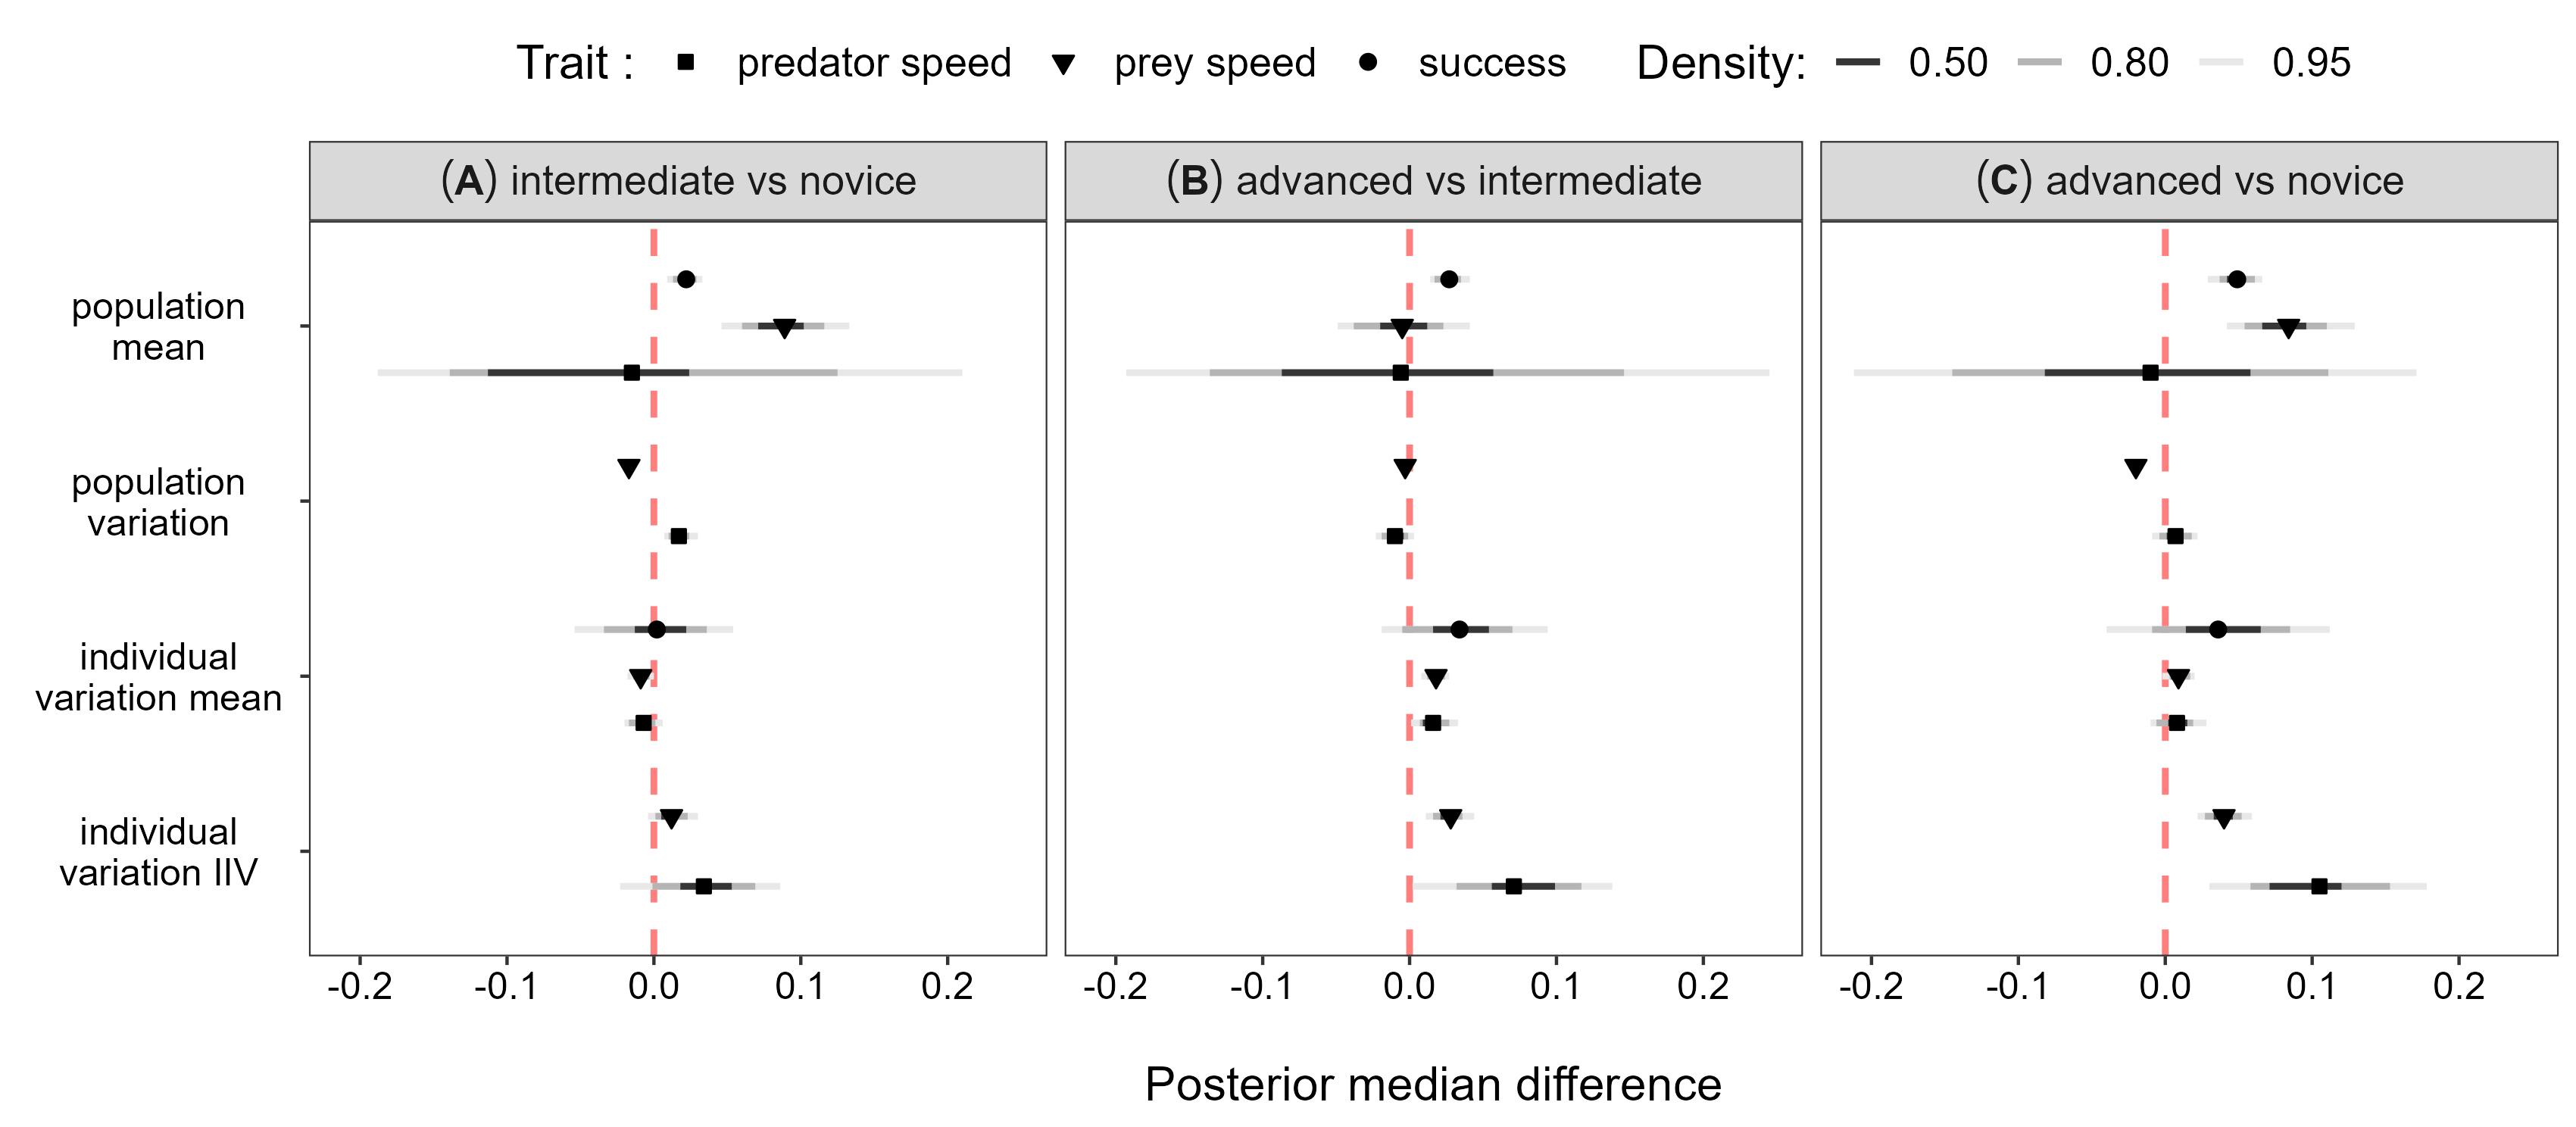 Trait : predator speed prey speed success Density: 0.50 0.80 0.95
(A) intermediate vs novice (B) advanced vs intermediate (C) advanced vs novice
population
mean
population
variation
individual
variation mean
individual
variation IIV
-0.2 -0.1 0.0 0.1 0.2 -0.2 -0.1 0.0 0.1 0.2 -0.2 -0.1 0.0 0.1 0.2
Posterior median difference